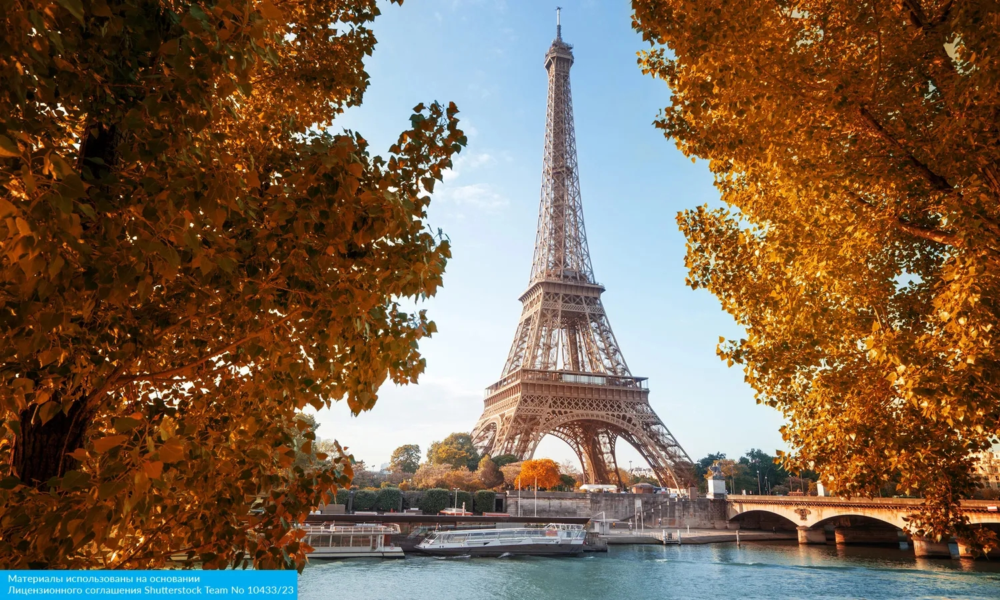 Материалы использованы на основании
Лицензионного соглашения Shutterstock Team No 10433/23